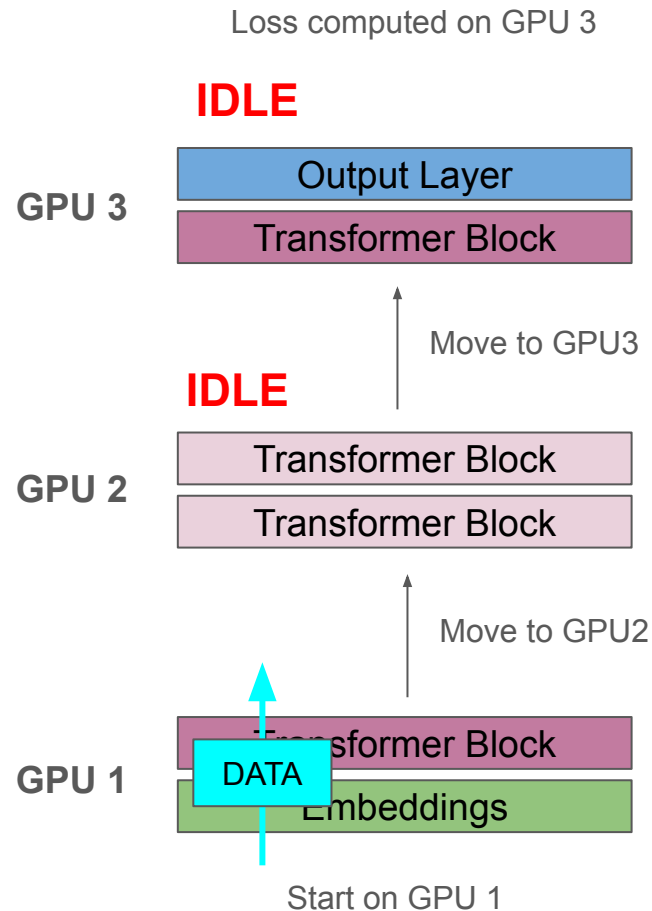 Loss computed on GPU 3
IDLE
Output Layer
GPU 3
Transformer Block
Move to GPU3
IDLE
Transformer Block
GPU 2
Transformer Block
Move to GPU2
Transformer Block
GPU 1
DATA
Embeddings
Start on GPU 1